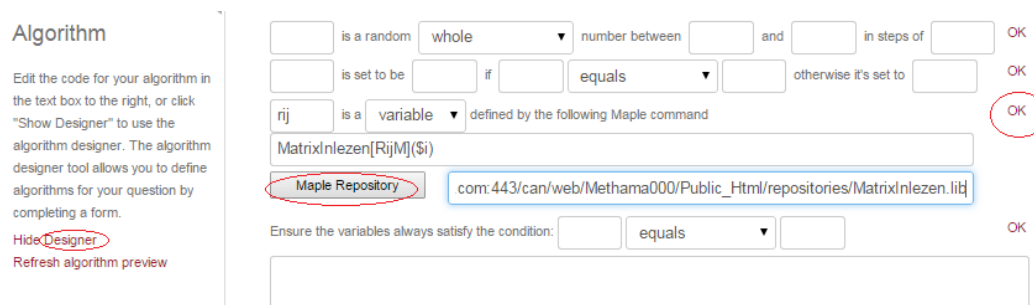 Algorithm
Edit the code for your algorithm in
the text box to the right, or click
"Show Designer" to use the
algorithm designer. The algorithm
designer tool allows you to define
algorithms for your question by
completing a form.
Hide Designer
Refresh algorithm preview
is a random whole number between and in steps of OK
is set to be if equals otherwise it's set to OK
rij is a variable defined by the following Maple command OK
MatrixInlezen[RijM]($i)
Maple Repository com:443/can/web/Methama000/Public_Html/repositories/MatrixInlezen.lib
Ensure the variables always satisfy the condition: equals OK